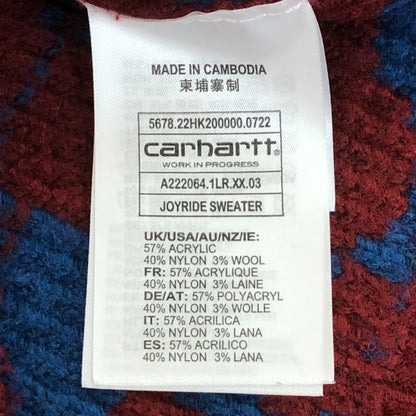 MADE IN CAMBODIA
柬埔寨制
5678.22HK200000.0722
carhartt
WORK IN PROGRESS
A222064.1LR.XX.03
JOYRIDE SWEATER
UK/USA/AU/NZ/IE:
57% ACRYLIC
40% NYLON 3% WOOL
FR: 57% ACRYLIQUE
40% NYLON 3% LAINE
DE/AT: 57% POLYACRYL
40% NYLON 3% WOLLE
IT: 57% ACRILICA
40% NYLON 3% LANA
ES: 57% ACRILICO
40% NYLON 3% LANA